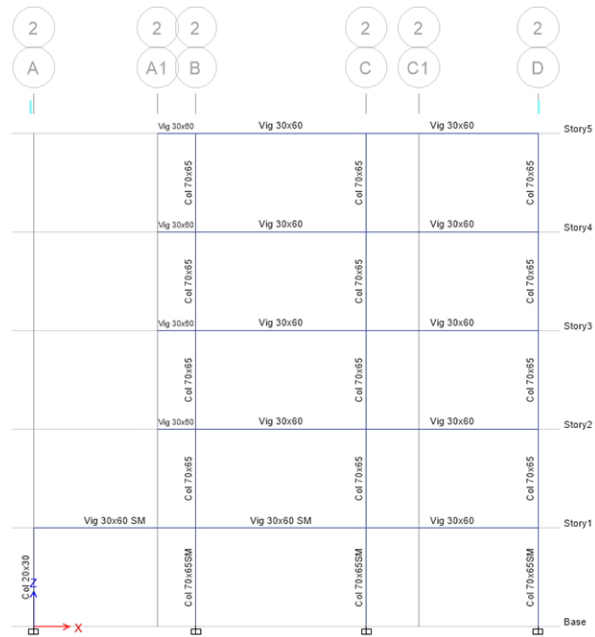 2 2 2 2 2 2
A A1 B C C1 D
Vig 30x60 Vig 30x60 Vig 30x60 Story5
Col 70x65 Col 70x65 Col 70x65
Vig 30x60 Vig 30x60 Vig 30x60 Story4
Col 70x65 Col 70x65 Col 70x65
Vig 30x60 Vig 30x60 Vig 30x60 Story3
Col 70x65 Col 70x65 Col 70x65
Vig 30x60 Vig 30x60 Vig 30x60 Story2
Col 70x65 Col 70x65 Col 70x65
Vig 30x60 SM Vig 30x60 SM Vig 30x60 Story1
Col 20x30 Col 70x65SM Col 70x65SM Col 70x65SM
Z
X Base